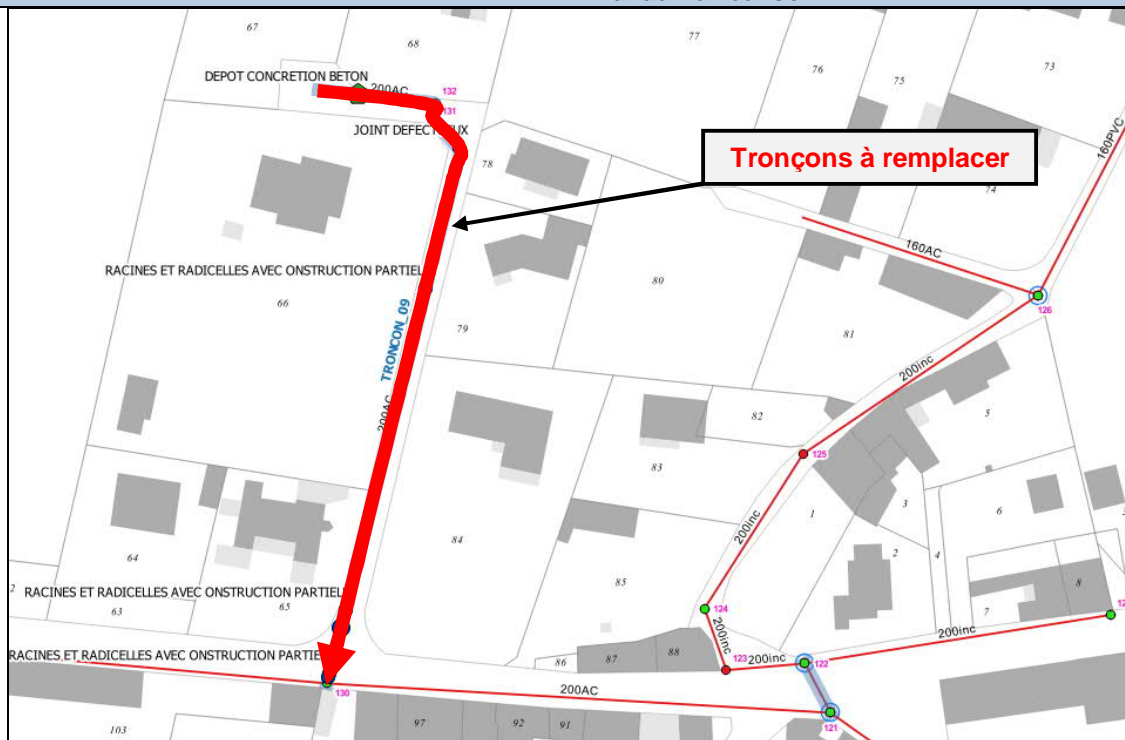 67
68
77
76
75
73
DEPOT CONCRETION BETON
200AC
132
131
JOINT DEFECTUEUX
160PVC
78
Tronçons à remplacer
74
160AC
RACINES ET RADICELLES AVEC ONSTRUCTION PARTIEL
66
80
126
79
81
TRONCON_09
200inc
200AC
82
5
83
125
3
6
1
200inc
84
64
2
4
8
85
2
RACINES ET RADICELLES AVEC ONSTRUCTION PARTIEL
63
65
124
7
200inc
200inc
RACINES ET RADICELLES AVEC ONSTRUCTION PARTIE
86
87
88
123
200inc
122
130
200AC
103
97
92
91
121